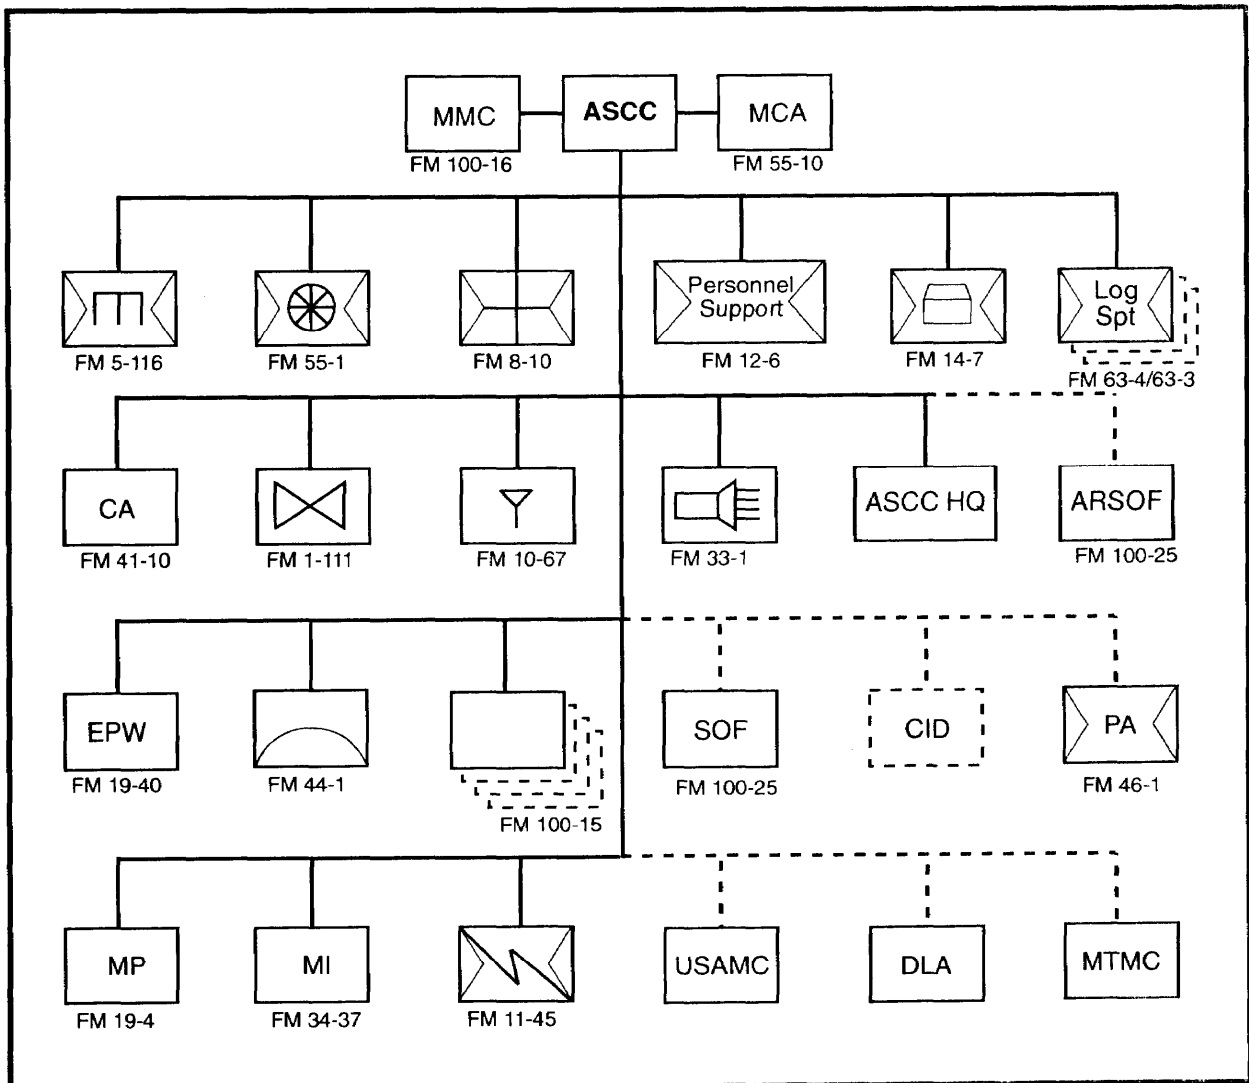 MMC
ASCC
MCA
FM 100-16
FM 55-10
Personnel
Support
Log
Spt
FM 5-116
FM 55-1
FM 8-10
FM 12-6
FM 14-7
FM 63-4/63-3
CA
ASCC HQ
ARSOF
FM 41-10
FM 1-111
FM 10-67
FM 33-1
FM 100-25
EPW
SOF
CID
PA
FM 19-40
FM 44-1
FM 100-15
FM 100-25
FM 46-1
MP
MI
USAMC
DLA
MTMC
FM 19-4
FM 34-37
FM 11-45